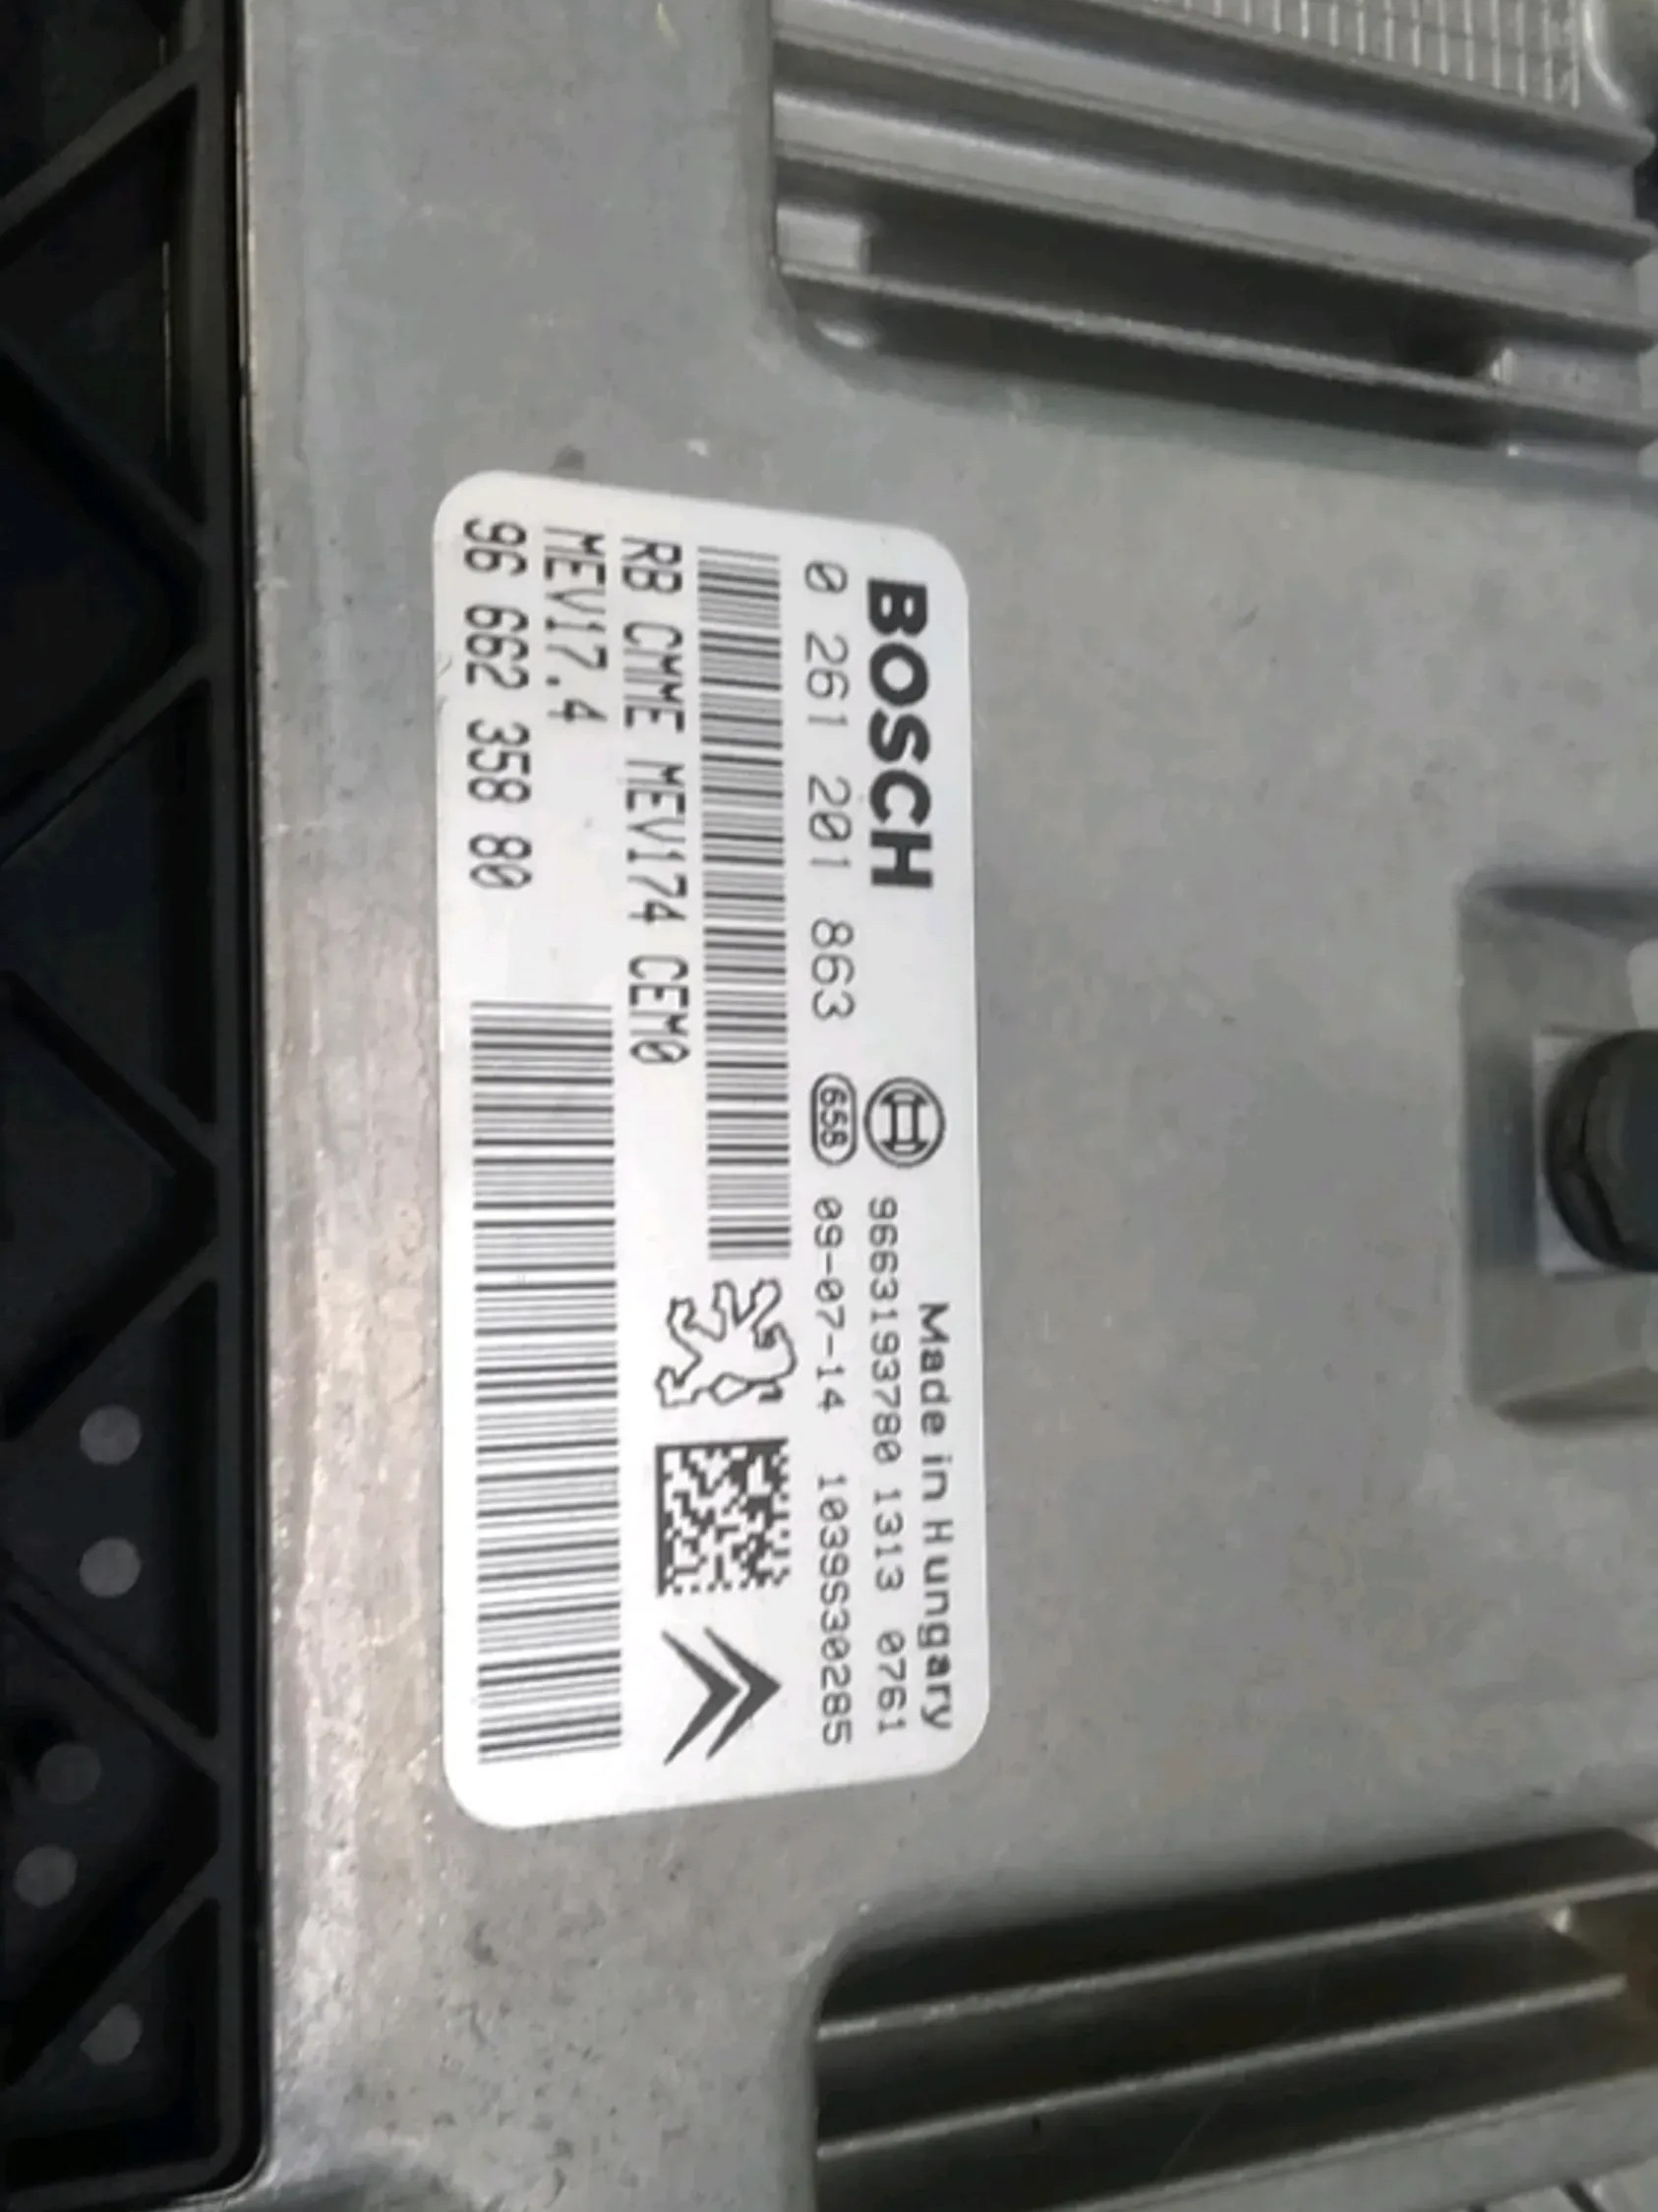 Made in Hungary
BOSCH 9663193780 1313 0761
0 261 201 863 658 09-07-14 1039S30285
RB CMME MEV174 CEM0
MEV17.4
96 662 358 80